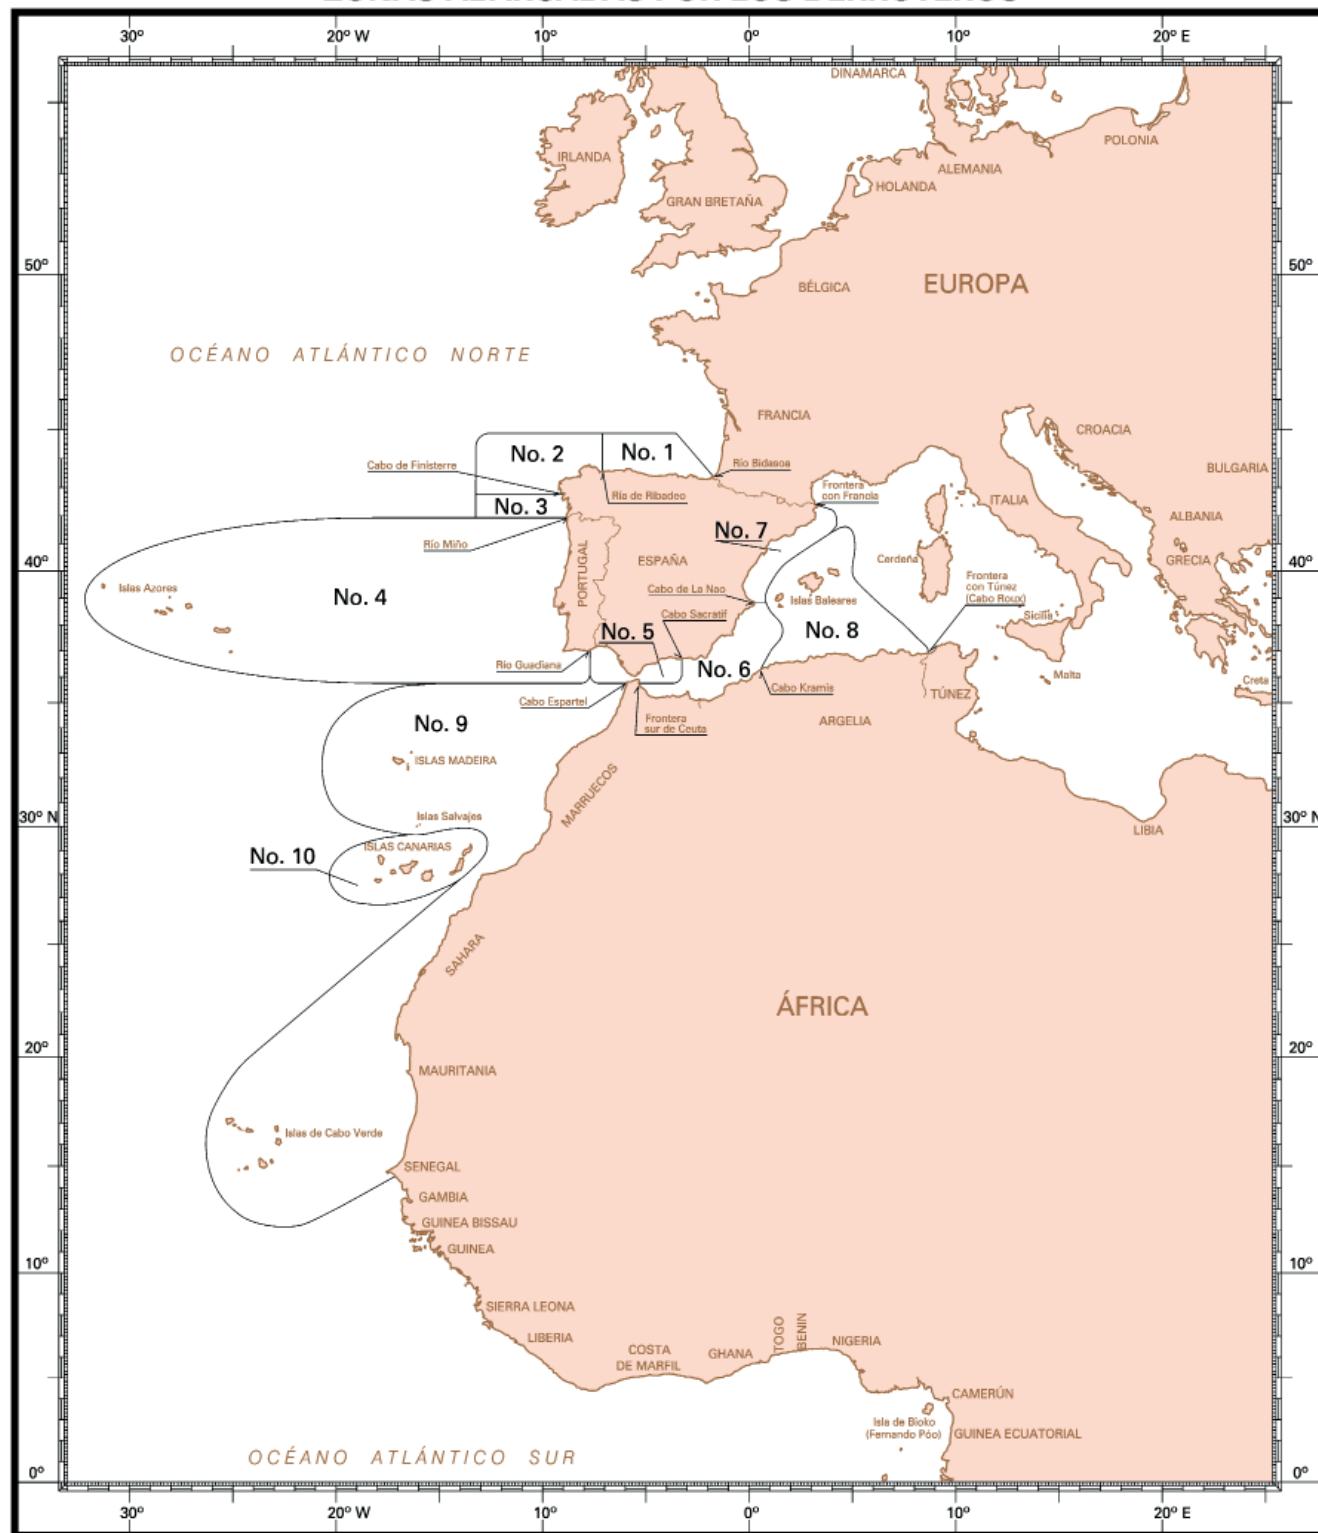 30º 20º W 10º 0º 10º 20º E
DINAMARCA
POLONIA
IRLANDA
ALEMANIA
HOLANDA
GRAN BRETAÑA
50º
50º
EUROPA
BÉLGICA
OCÉANO ATLÁNTICO NORTE
FRANCIA
CROACIA
No. 2
No. 1
Cabo de Finisterre
Río Bidasoa
BULGARIA
Frontera
con Francia
Ría de Ribadeo
ITALIA
No. 3
ALBANIA
No. 7
Río Miño
ESPAÑA
PORTUGAL
Cerdeña
GRECIA
40º
40º
Frontera
con Túnez
(Cabo Roux)
Islas Azores
Cabo de La Nao
No. 4
Islas Baleares
Cabo Sacratif
Sicilia
No. 5
No. 8
Río Guadiana
No. 6
Malta
Creta
Cabo Kramis
TÚNEZ
Cabo Espartel
Frontera
sur de Ceuta
ARGELIA
No. 9
ISLAS MADEIRA
MARRUECOS
Islas Salvajes
30º N
30º N
LIBIA
ISLAS CANARIAS
No. 10
SAHARA
ÁFRICA
20º
20º
MAURITANIA
Islas de Cabo Verde
SENEGAL
GAMBIA
GUINEA BISSAU
GUINEA
10º
10º
SIERRA LEONA
LIBERIA
TOGO
BENIN
NIGERIA
COSTA
DE MARFIL
GHANA
CAMERÚN
Isla de Bioko
(Fernando Póo)
GUINEA ECUATORIAL
OCÉANO ATLÁNTICO SUR
0º
0º
30º 20º W 10º 0º 10º 20º E